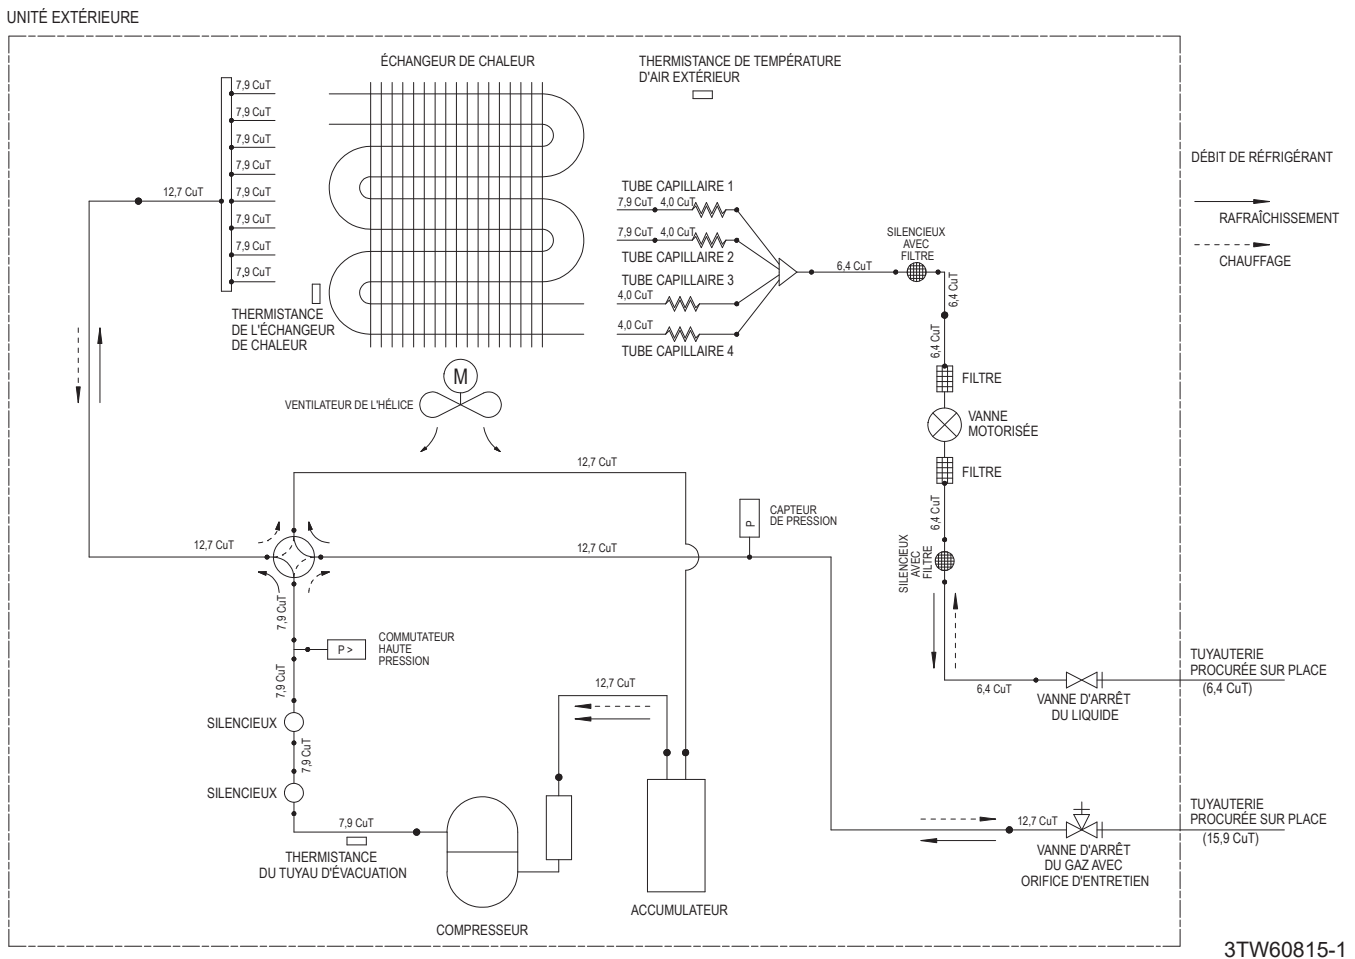 UNITÉ EXTÉRIEURE
ÉCHANGEUR DE CHALEUR
THERMISTANCE DE TEMPÉRATURE
D'AIR EXTÉRIEUR
7,9 CuT
7,9 CuT
7,9 CuT
7,9 CuT
7,9 CuT
7,9 CuT
7,9 CuT
7,9 CuT
12,7 CuT
THERMISTANCE
DE L'ÉCHANGEUR
DE CHALEUR
TUBE CAPILLAIRE 1
7,9 CuT 4,0 CuT
7,9 CuT 4,0 CuT
TUBE CAPILLAIRE 2
TUBE CAPILLAIRE 3
4,0 CuT
4,0 CuT
TUBE CAPILLAIRE 4
6,4 CuT
SILENCIEUX
AVEC
FILTRE
6,4 CuT
6,4 CuT
FILTRE
VANNE
MOTORISÉE
FILTRE
6,4 CuT
SILENCIEUX
AVEC
FILTRE
DÉBIT DE RÉFRIGÉRANT
RAFRAÎCHISSEMENT
CHAUFFAGE
M
VENTILATEUR DE L'HÉLICE
12,7 CuT
P
CAPTEUR
DE PRESSION
12,7 CuT
12,7 CuT
7,9 CuT
P >
COMMUTATEUR
HAUTE
PRESSION
7,9 CuT
SILENCIEUX
7,9 CuT
SILENCIEUX
7,9 CuT
THERMISTANCE
DU TUYAU D'ÉVACUATION
COMPRESSEUR
12,7 CuT
ACCUMULATEUR
6,4 CuT
VANNE D'ARRÊT
DU LIQUIDE
TUYAUTERIE
PROCURÉE SUR PLACE
(6,4 CuT)
12,7 CuT
VANNE D'ARRÊT
DU GAZ AVEC
ORIFICE D'ENTRETIEN
TUYAUTERIE
PROCURÉE SUR PLACE
(15,9 CuT)
3TW60815-1